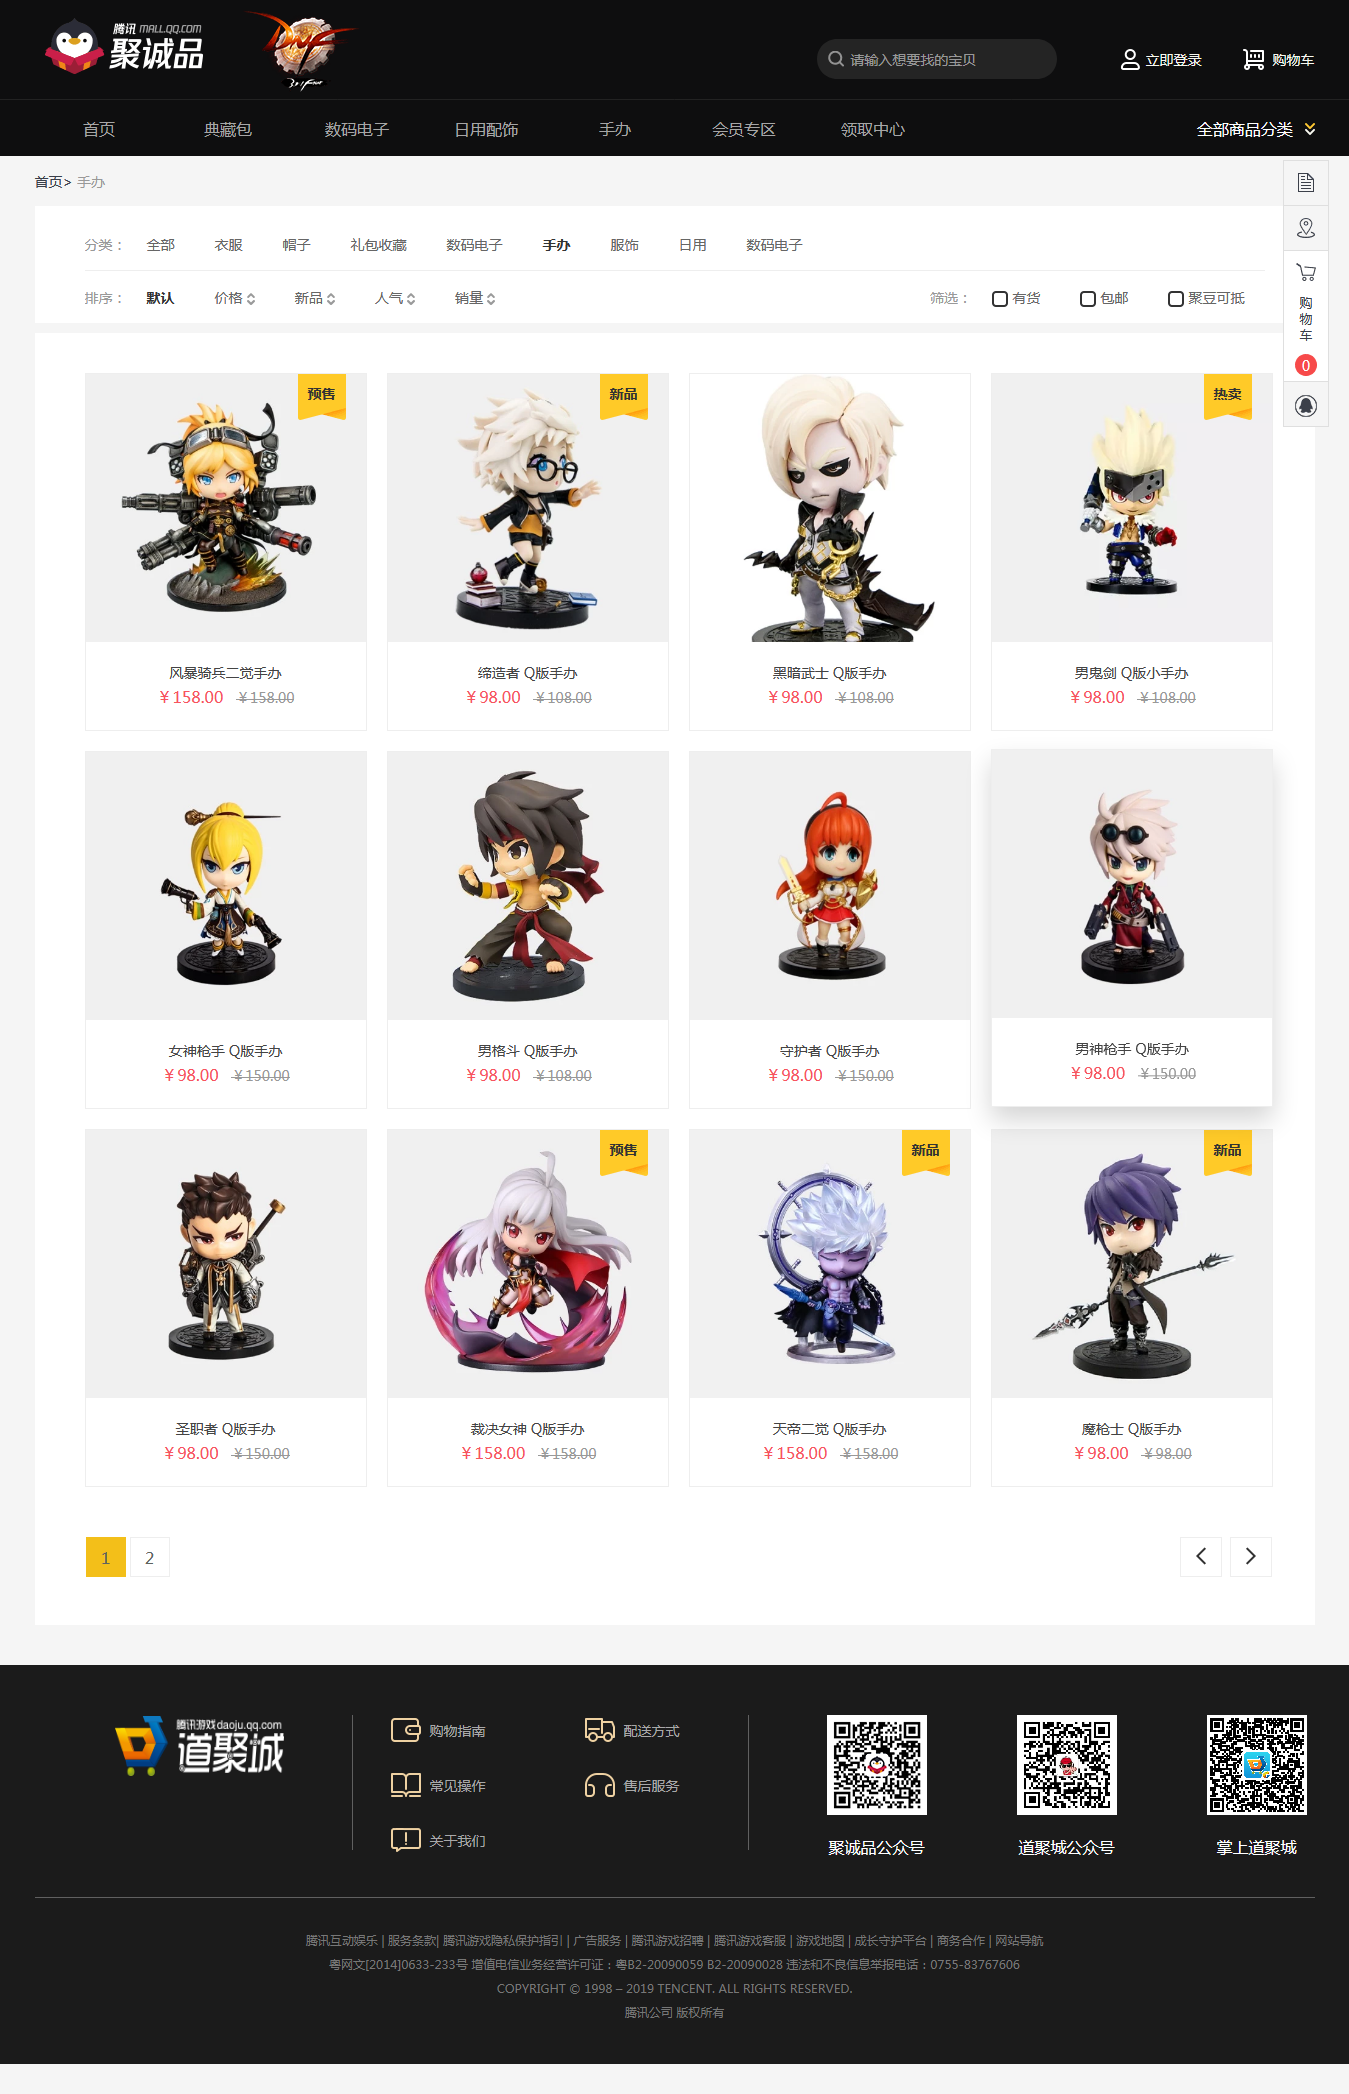 腾讯 MALL.QQ.COM
聚诚品
DNF
请输入想要找的宝贝
立即登录
购物车
首页 典藏包 数码电子 日用配饰 手办 会员专区 领取中心 全部商品分类
首页> 手办
分类： 全部 衣服 帽子 礼包收藏 数码电子 手办 服饰 日用 数码电子
排序： 默认 价格 新品 人气 销量 筛选： 有货 包邮 聚豆可抵
购物车
0
预售
新品
热卖
风暴骑兵二觉手办
￥158.00 ￥158.00
缔造者 Q版手办
￥98.00 ￥108.00
黑暗武士 Q版手办
￥98.00 ￥108.00
男鬼剑 Q版小手办
￥98.00 ￥108.00
女神枪手 Q版手办
￥98.00 ￥150.00
男格斗 Q版手办
￥98.00 ￥108.00
守护者 Q版手办
￥98.00 ￥150.00
男神枪手 Q版手办
￥98.00 ￥150.00
预售
新品
新品
圣职者 Q版手办
￥98.00 ￥150.00
裁决女神 Q版手办
￥158.00 ￥158.00
天帝二觉 Q版手办
￥158.00 ￥158.00
魔枪士 Q版手办
￥98.00 ￥98.00
1 2
腾讯游戏daoju.qq.com
道聚城
购物指南
配送方式
常见操作
售后服务
关于我们
聚诚品公众号
道聚城公众号
掌上道聚城
腾讯互动娱乐 | 服务条款| 腾讯游戏隐私保护指引 | 广告服务 | 腾讯游戏招聘 | 腾讯游戏客服 | 游戏地图 | 成长守护平台 | 商务合作 | 网站导航
粤网文[2014]0633-233号 增值电信业务经营许可证：粤B2-20090059 B2-20090028 违法和不良信息举报电话：0755-83767606
COPYRIGHT © 1998 – 2019 TENCENT. ALL RIGHTS RESERVED.
腾讯公司 版权所有